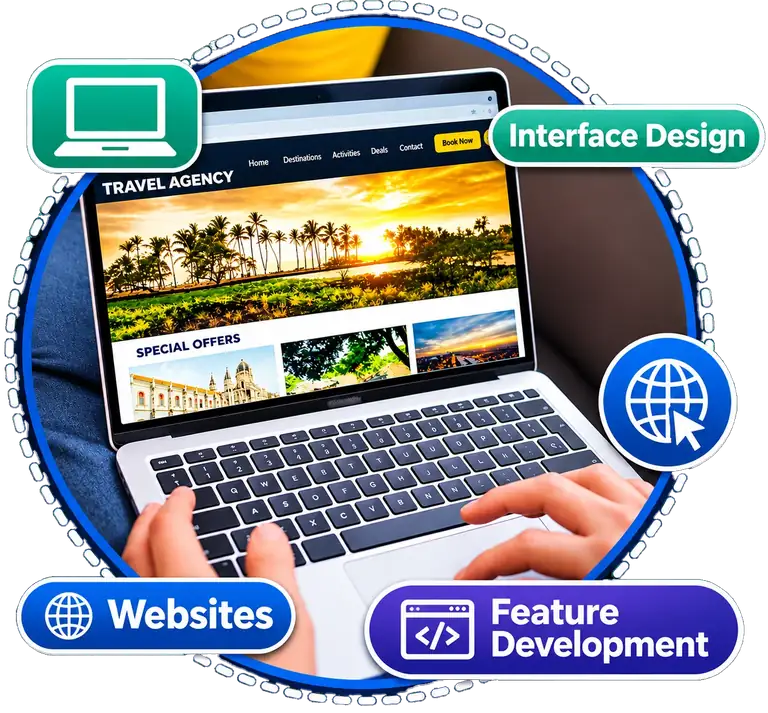 Interface Design
Home Destinations Activities Deals Contact Book Now
TRAVEL AGENCY
SPECIAL OFFERS
Websites
</>
Feature
Development